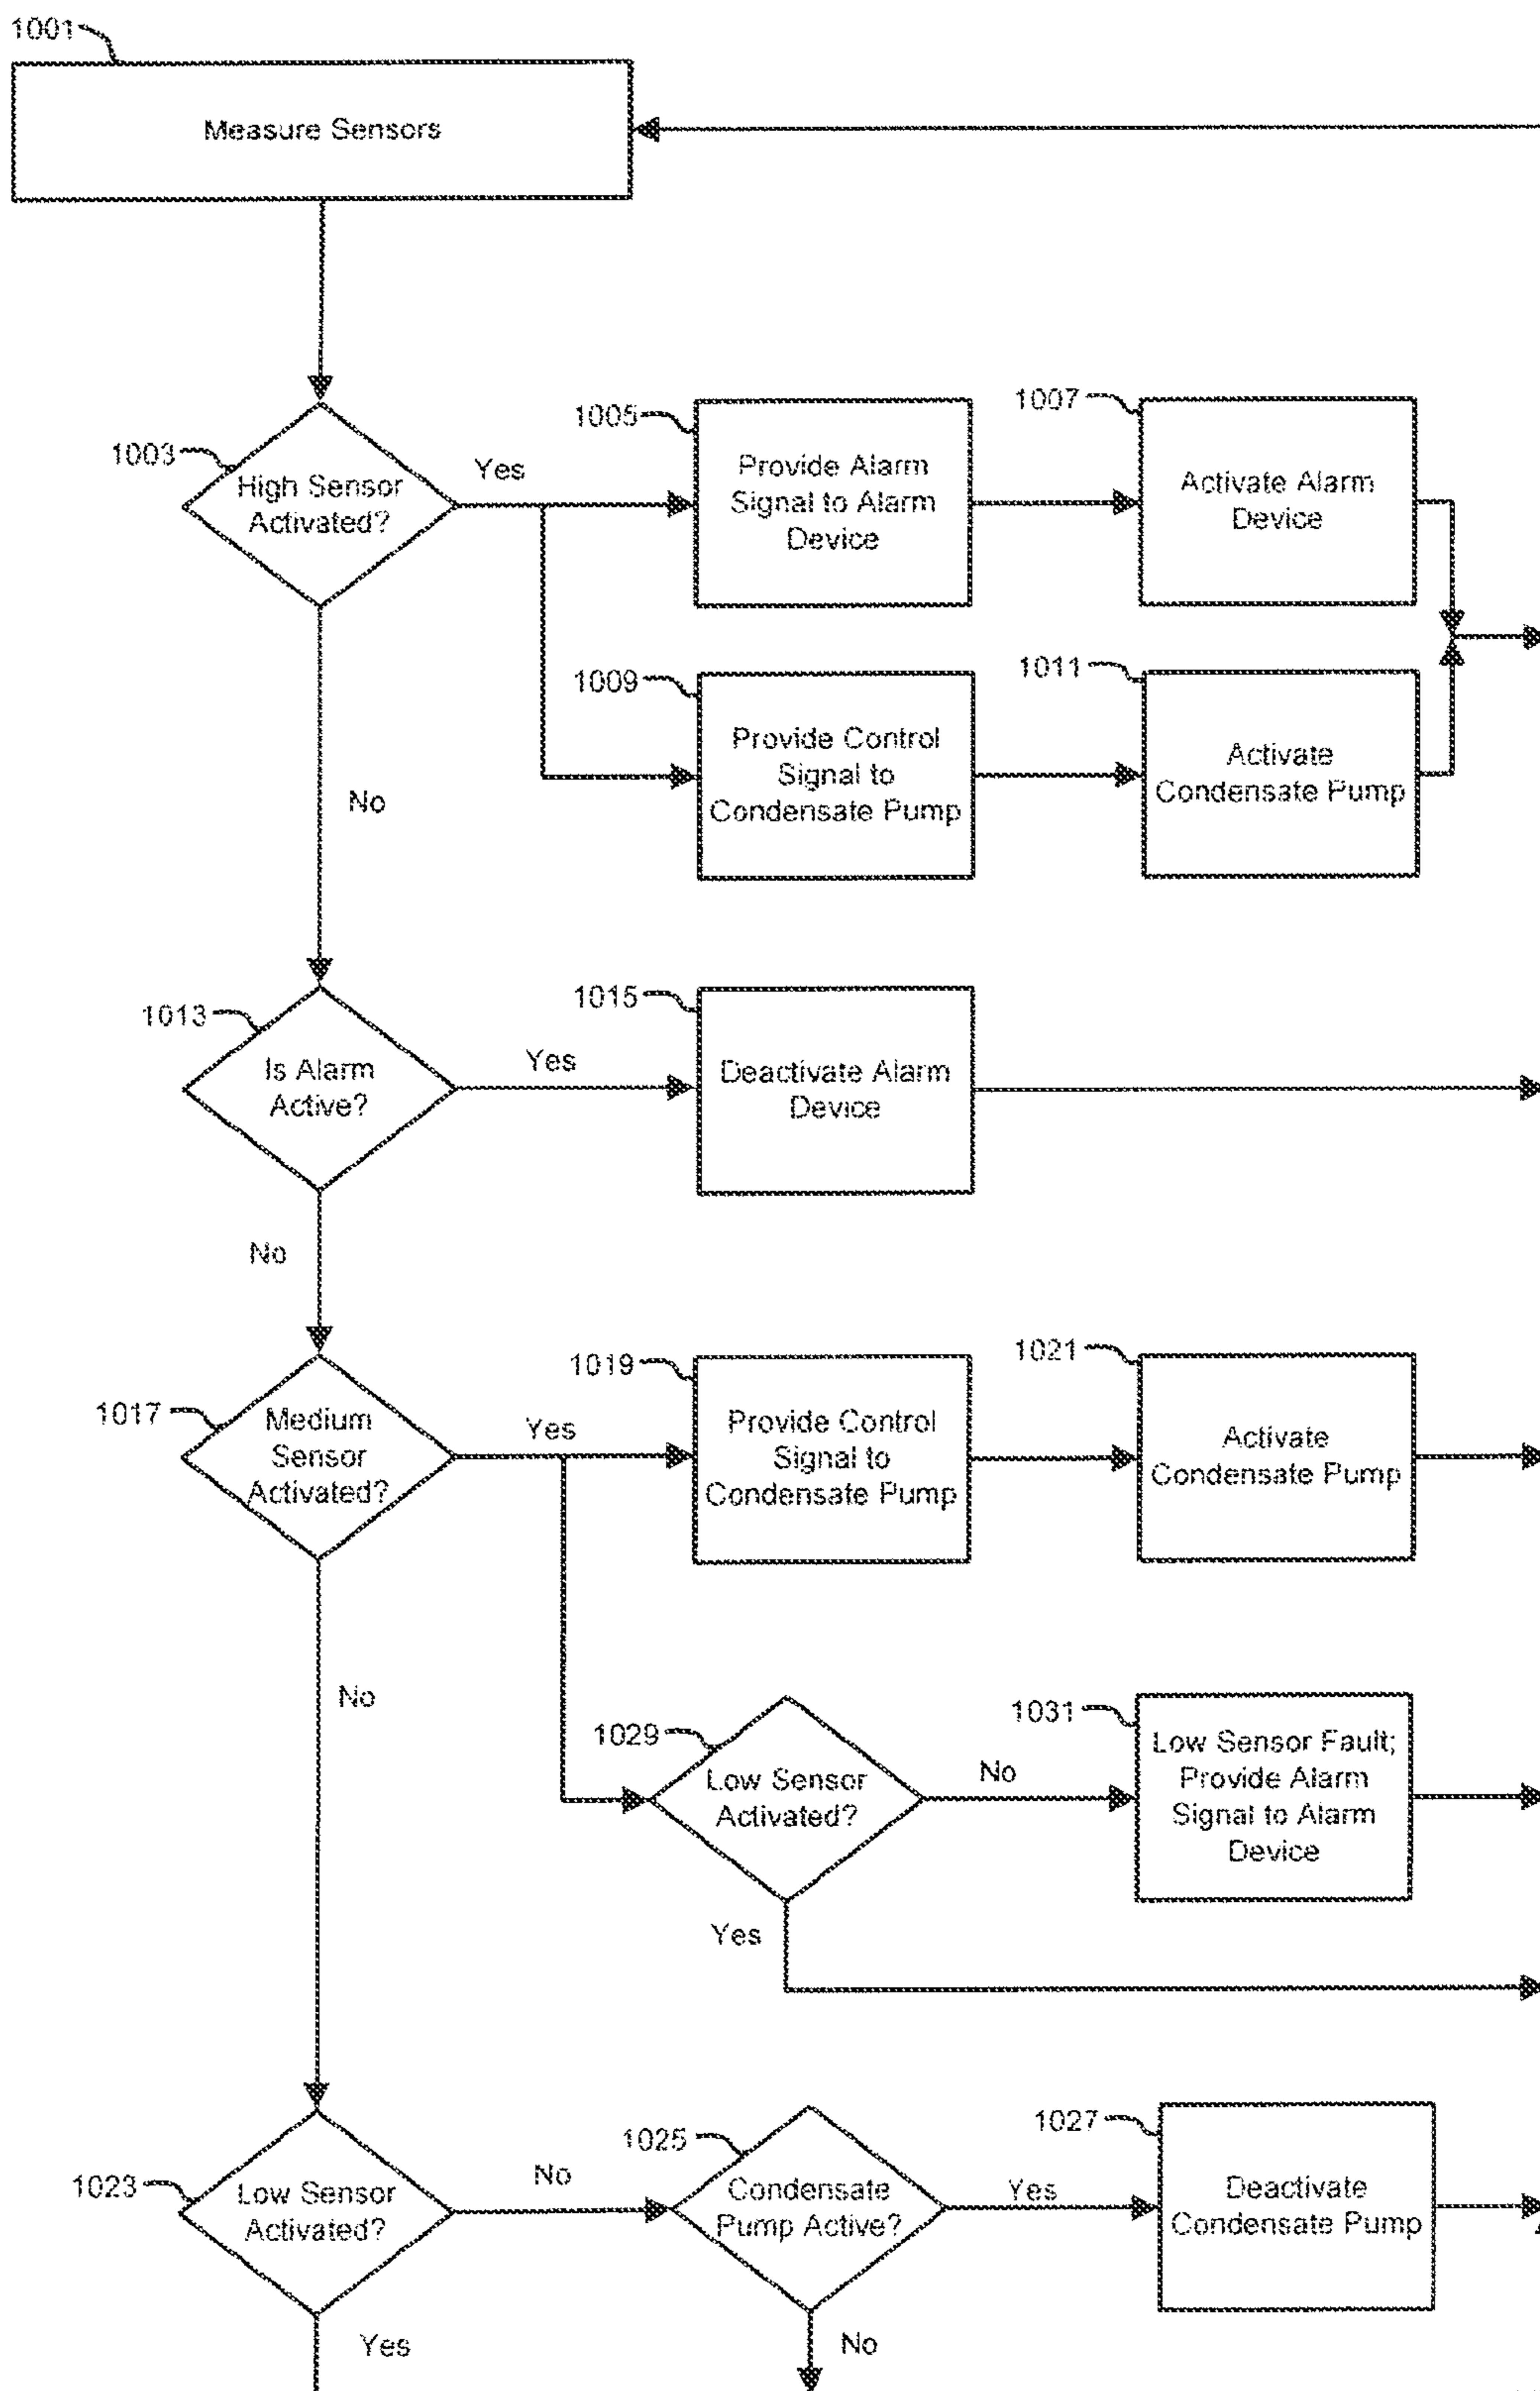 1001
Measure Sensors
1003
High Sensor
Activated?
Yes
1005
Provide Alarm
Signal to Alarm
Device
1007
Activate Alarm
Device
1009
Provide Control
Signal to
Condensate Pump
1011
Activate
Condensate Pump
No
1013
Is Alarm
Active?
Yes
1015
Deactivate Alarm
Device
No
1017
Medium
Sensor
Activated?
Yes
1019
Provide Control
Signal to
Condensate Pump
1021
Activate
Condensate Pump
No
1029
Low Sensor
Activated?
No
1031
Low Sensor Fault;
Provide Alarm
Signal to Alarm
Device
Yes
1023
Low Sensor
Activated?
No
1025
Condensate
Pump Active?
Yes
1027
Deactivate
Condensate Pump
Yes
No